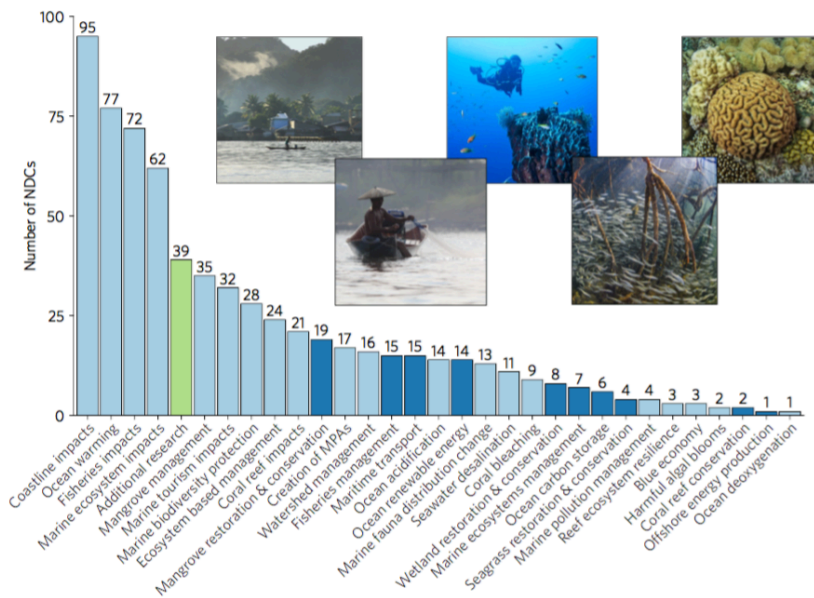 100
75
50
25
0
Number of NDCs
95
77
72
62
39
35
32
28
24
21
19
17
16
15
15
14
14
13
11
9
8
7
6
4
4
3
3
2
2
1
1
Coastline impacts
Ocean warming
Fisheries impacts
Marine ecosystem impacts
Additional research
Mangrove management
Marine tourism impacts
Marine biodiversity protection
Ecosystem based management
Coral reef impacts
Mangrove restoration & conservation
Creation of MPAs
Watershed management
Fisheries management
Maritime transport
Ocean acidification
Ocean renewable energy
Marine fauna distribution change
Seawater desalination
Coral bleaching
Wetland restoration & conservation
Marine ecosystems management
Ocean carbon storage
Seagrass restoration & conservation
Marine pollution management
Reef ecosystem resilience
Blue economy
Harmful algal blooms
Coral reef conservation
Offshore energy production
Ocean deoxygenation